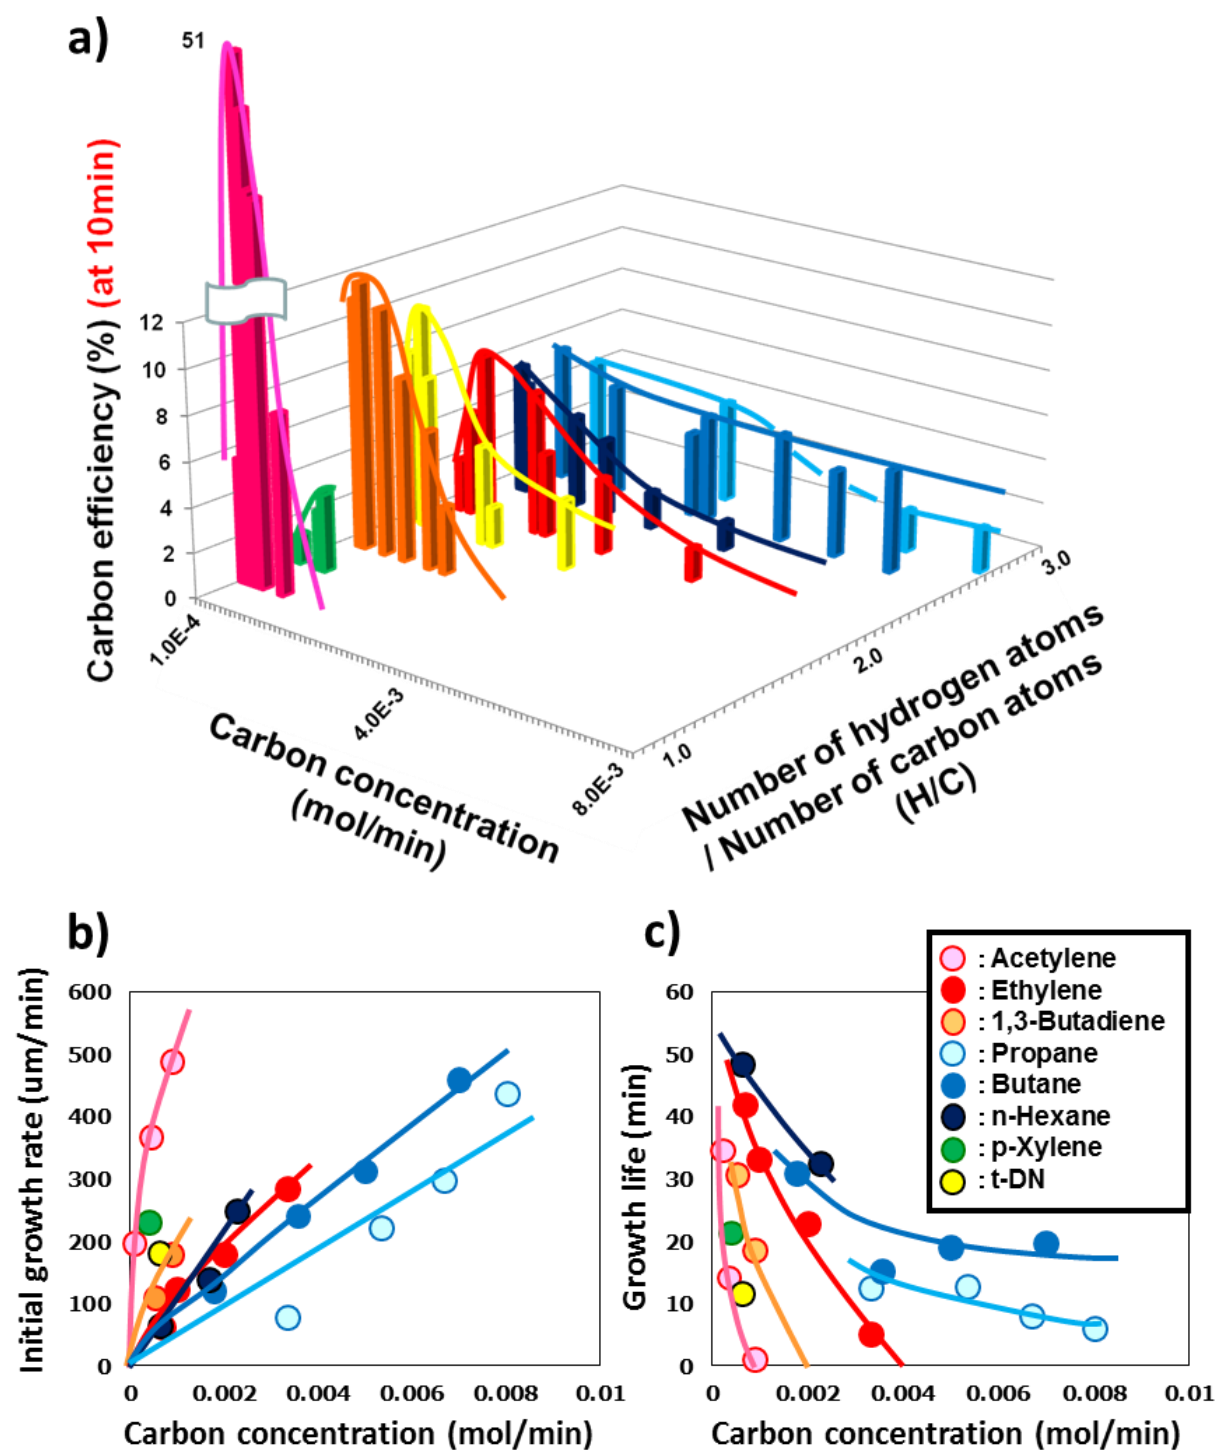 a)
51
Carbon efficiency (%) (at 10min)
12
10
8
6
4
2
0
1.0E-4
4.0E-3
8.0E-3
Carbon concentration
(mol/min)
1.0
2.0
3.0
Number of hydrogen atoms
/ Number of carbon atoms
(H/C)
b)
Initial growth rate (um/min)
600
500
400
300
200
100
0
0 0.002 0.004 0.006 0.008 0.01
Carbon concentration (mol/min)
c)
Growth life (min)
60
50
40
30
20
10
0
0 0.002 0.004 0.006 0.008 0.01
Carbon concentration (mol/min)
: Acetylene
: Ethylene
: 1,3-Butadiene
: Propane
: Butane
: n-Hexane
: p-Xylene
: t-DN